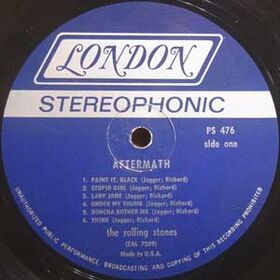 LONDON
STEREOPHONIC
PS 476
side one
AFTERMATH
1. PAINT IT, BLACK (Jagger; Richard)
2. STUPID GIRL (Jagger; Richard)
3. LADY JANE (Jagger; Richard)
4. UNDER MY THUMB (Jagger; Richard)
5. DONCHA BOTHER ME (Jagger; Richard)
6. THINK (Jagger; Richard)
the rolling stones
(ZAL 7209)
Made in U.S.A.
UNAUTHORIZED PUBLIC PERFORMANCE, BROADCASTING AND COPYING OF THIS RECORDING PROHIBITED